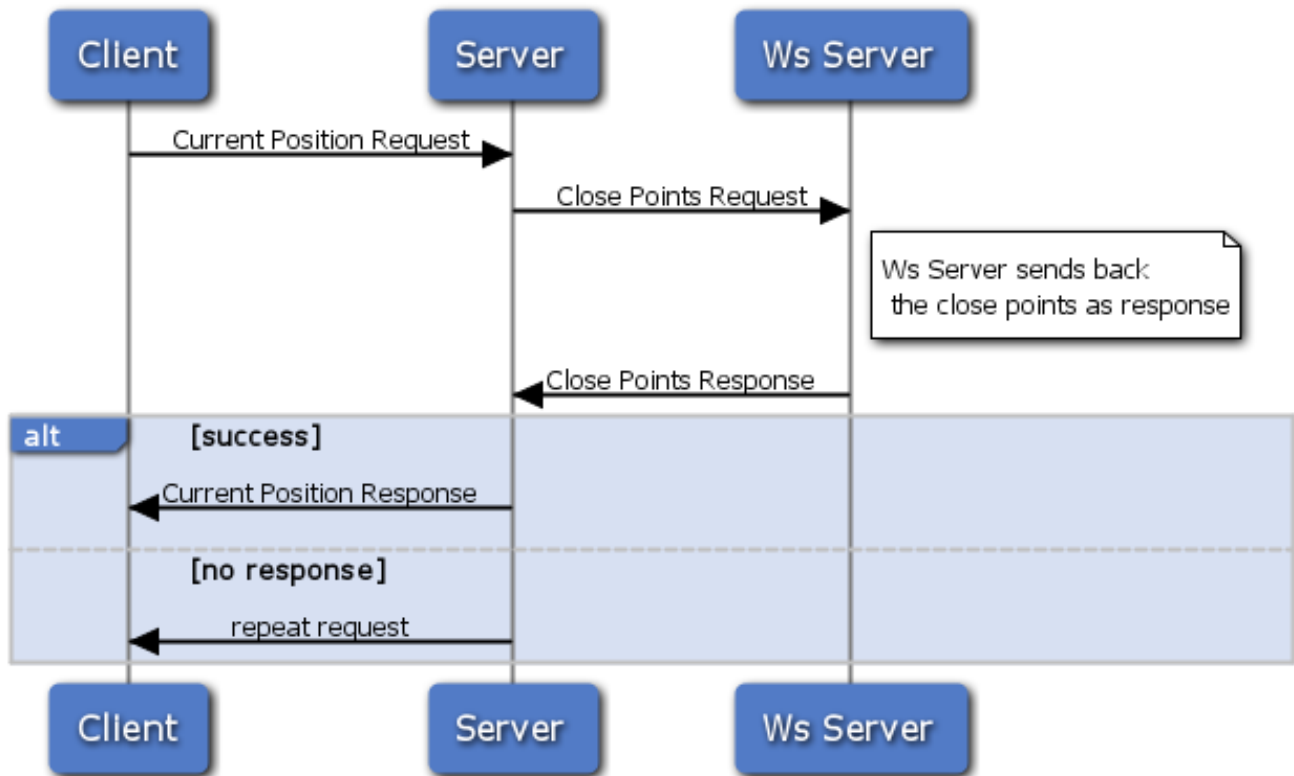 Client
Server
Ws Server
Current Position Request
Close Points Request
Ws Server sends back
the close points as response
Close Points Response
alt
[success]
Current Position Response
[no response]
repeat request
Client
Server
Ws Server